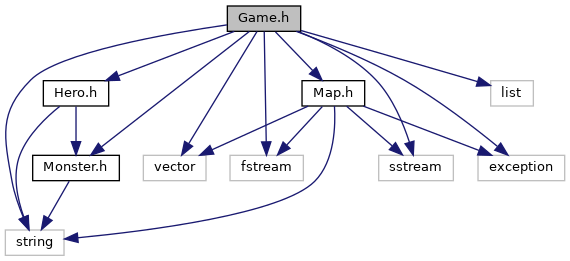 Game.h
Hero.h
Map.h
list
Monster.h
vector
fstream
sstream
exception
string